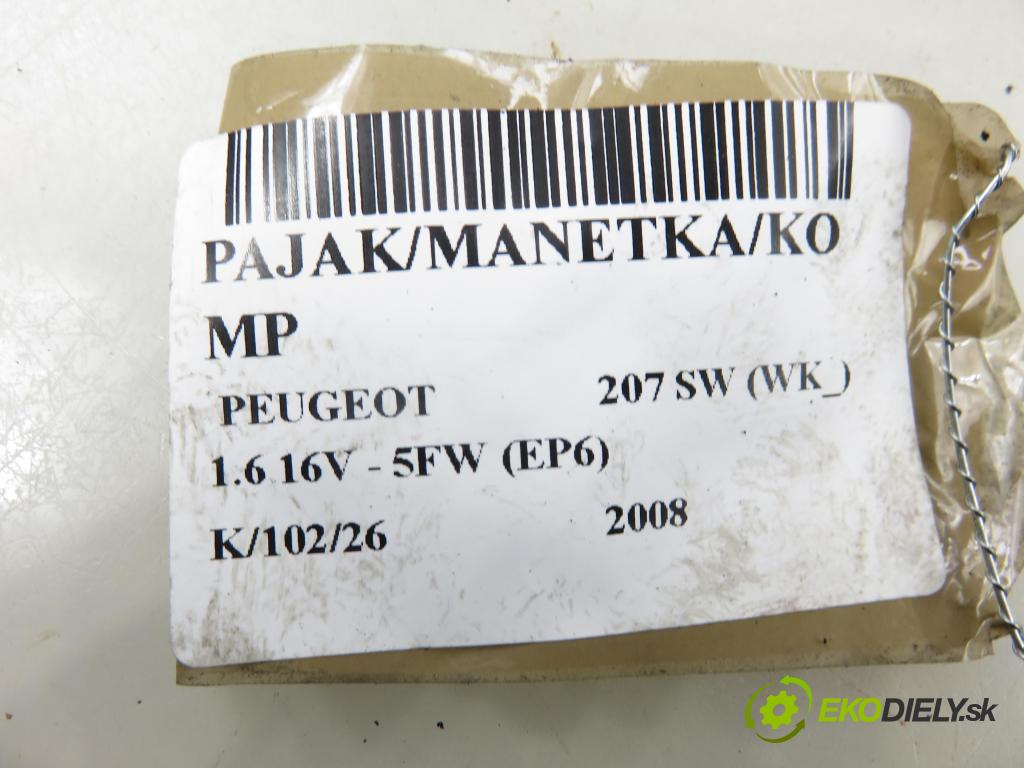 PAJAK/MANETKA/KO
MP
PEUGEOT 207 SW (WK_)
1.6 16V - 5FW (EP6)
K/102/26 2008
EKODIELY.sk